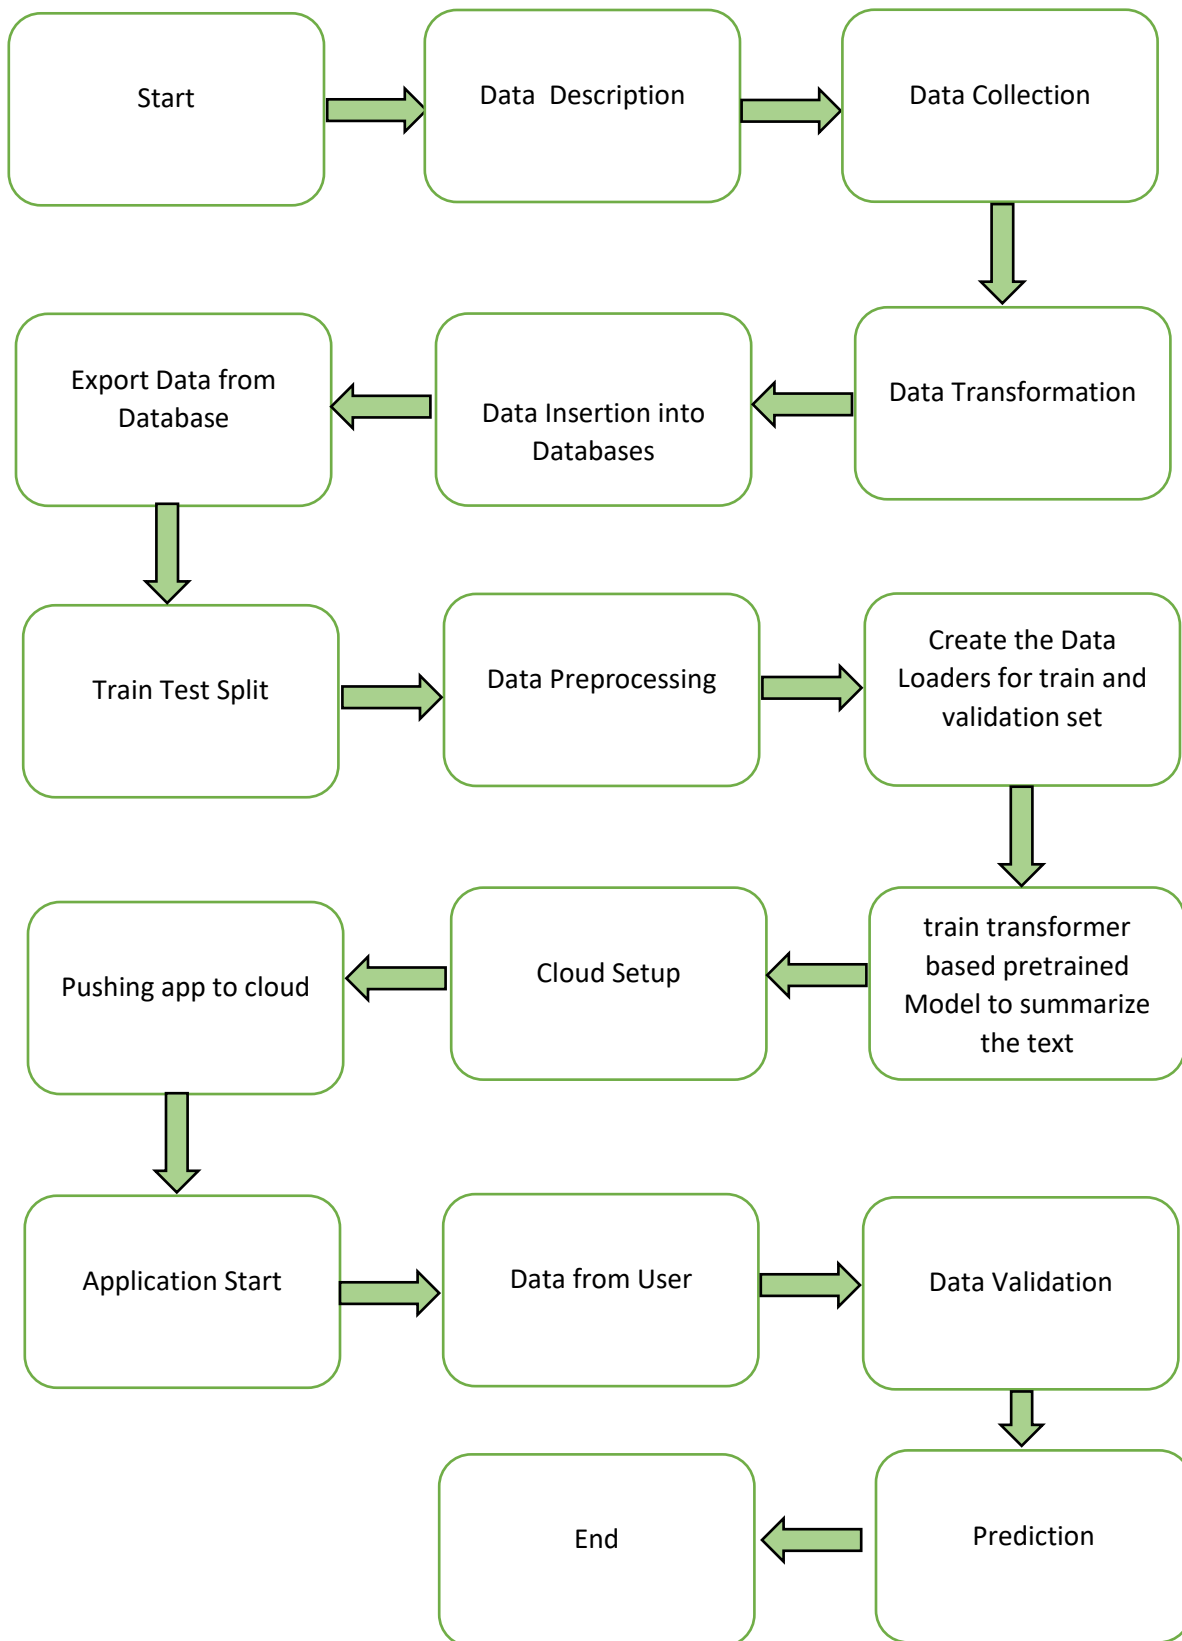 Start
Data  Description
Data Collection
Data Transformation
Data Insertion into
Databases
Export Data from
Database
Train Test Split
Data Preprocessing
Create the Data
Loaders for train and
validation set
train transformer
based pretrained
Model to summarize
the text
Cloud Setup
Pushing app to cloud
Application Start
Data from User
Data Validation
Prediction
End